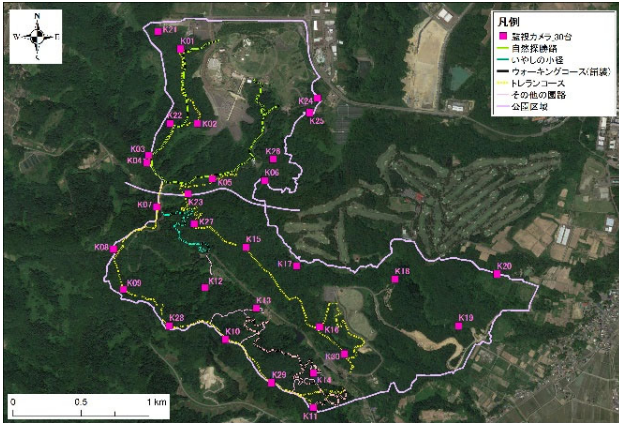 N
W E
S
凡例
監視カメラ_30台
自然探勝路
いやしの小径
ウォーキングコース(舗装)
トレランコース
その他の園路
公園区域
K21
K01
K24
K25
K22
K02
K03
K04
K26
K06
K05
K23
K07
K27
K15
K08
K17
K18
K20
K09
K12
K13
K28
K16
K19
K10
K30
K14
K29
K11
0 0.5 1 km